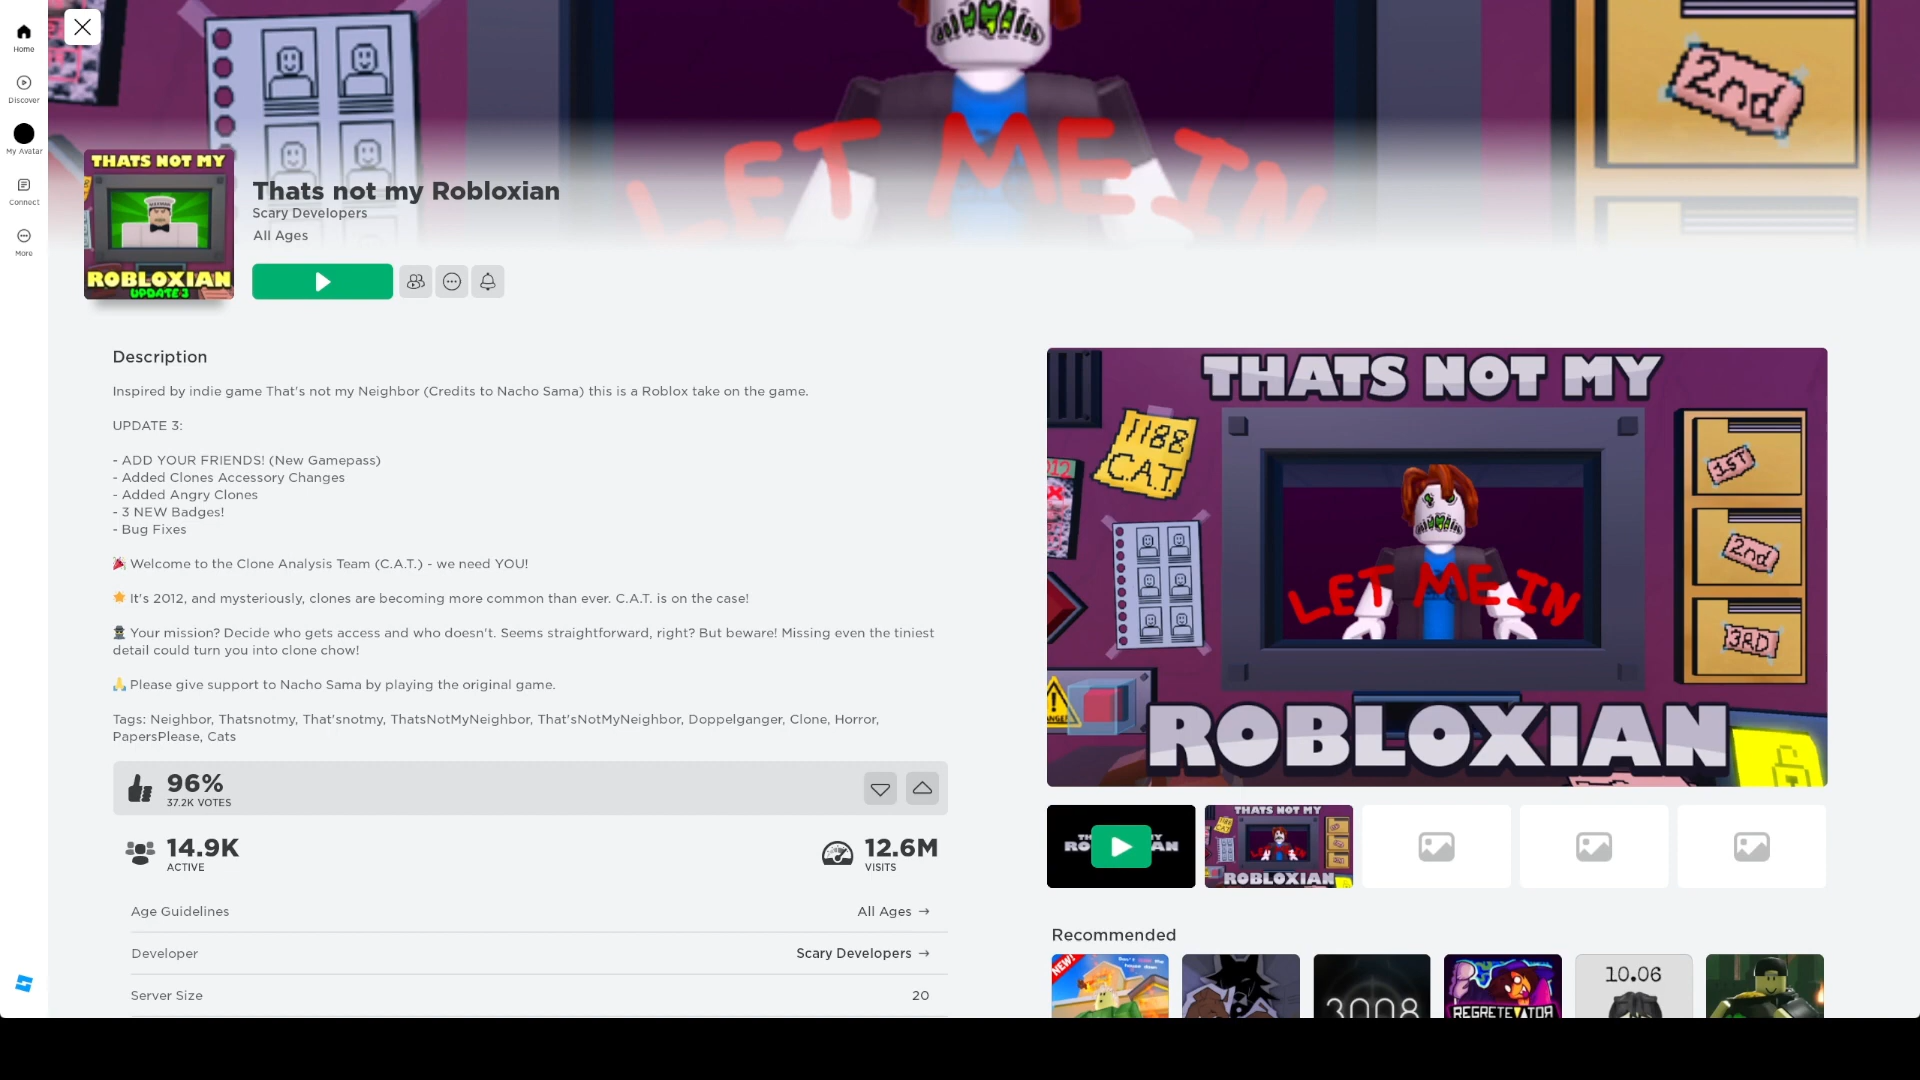 Home
Discover
My Avatar
Connect
More
2nd
LET ME IN
THATS NOT MY
ROBLOXIAN
UPDATE 3
Thats not my Robloxian
Scary Developers
All Ages
Description
Inspired by indie game That's not my Neighbor (Credits to Nacho Sama) this is a Roblox take on the game.
UPDATE 3:
- ADD YOUR FRIENDS! (New Gamepass)
- Added Clones Accessory Changes
- Added Angry Clones
- 3 NEW Badges!
- Bug Fixes
Welcome to the Clone Analysis Team (C.A.T.) - we need YOU!
It's 2012, and mysteriously, clones are becoming more common than ever. C.A.T. is on the case!
Your mission? Decide who gets access and who doesn't. Seems straightforward, right? But beware! Missing even the tiniest
detail could turn you into clone chow!
Please give support to Nacho Sama by playing the original game.
Tags: Neighbor, Thatsnotmy, That'snotmy, ThatsNotMyNeighbor, That'sNotMyNeighbor, Doppelganger, Clone, Horror,
PapersPlease, Cats
96%
37.2K VOTES
14.9K
ACTIVE
12.6M
VISITS
Age Guidelines
All Ages
Developer
Scary Developers
Server Size
20
THATS NOT MY
1188
CAT
1ST
2nd
3RD
LET ME IN
ROBLOXIAN
THATS NOT MY
ROBLOXIAN
Recommended
NEW!
3008
REGRETEVATOR
10.06